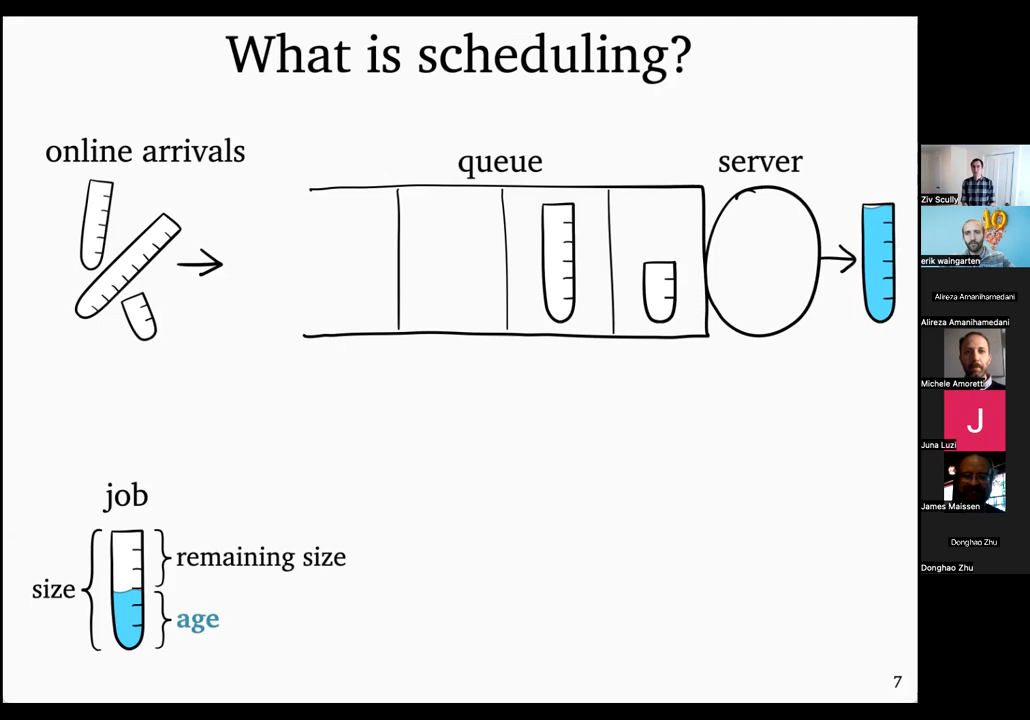 What is scheduling?
online arrivals
queue
server
job
size
remaining size
age
7
Ziv Scully
erik waingarten
Alireza Amanihamedani
Alireza Amanihamedani
Michele Amoretti
J
Juna Luzi
James Maissen
Donghao Zhu
Donghao Zhu